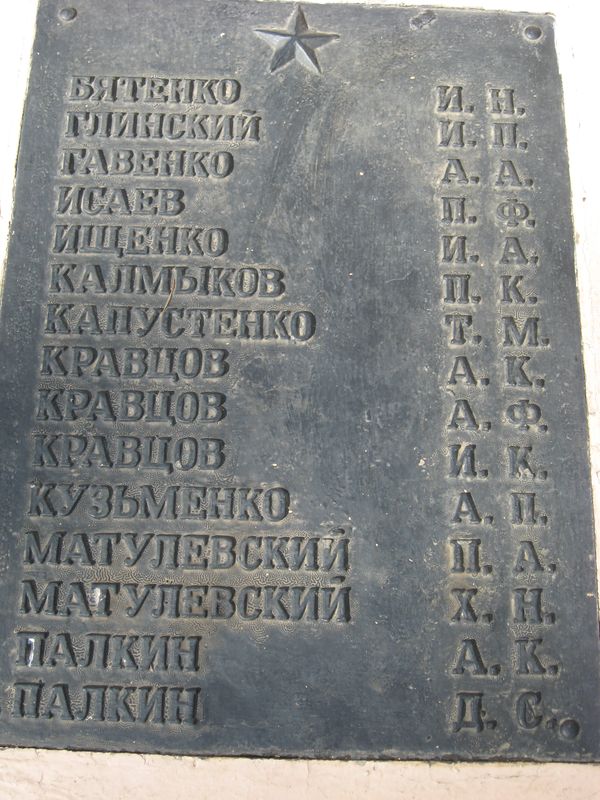 БЯТЕНКО И. Н.
ГЛИНСКИЙ И. П.
ГАВЕНКО А. А.
ИСАЕВ П. Ф.
ИЩЕНКО И. А.
КАЛМЫКОВ П. К.
КАПУСТЕНКО Т. М.
КРАВЦОВ А. К.
КРАВЦОВ А. Ф.
КРАВЦОВ И. К.
КУЗЬМЕНКО А. П.
МАТУЛЕВСКИЙ П. А.
МАТУЛЕВСКИЙ Х. Н.
ПАЛКИН А. К.
ПАЛКИН Д. С.